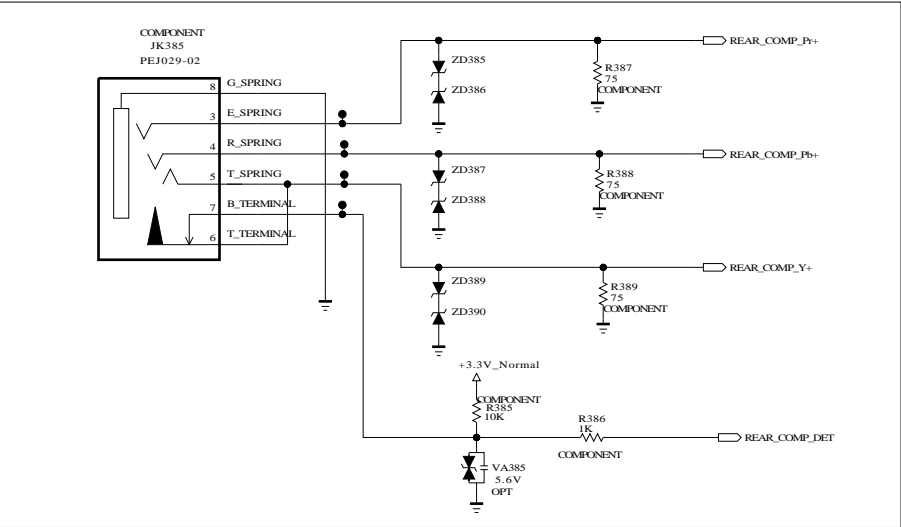 COMPONENT
JK385
PEJ029-02
8 G_SPRING
3 E_SPRING
4 R_SPRING
5 T_SPRING
7 B_TERMINAL
6 T_TERMINAL
ZD385
ZD386
R387
75
COMPONENT
REAR_COMP_Pr+
ZD387
ZD388
R388
75
COMPONENT
REAR_COMP_Pb+
ZD389
ZD390
R389
75
COMPONENT
REAR_COMP_Y+
+3.3V_Normal
COMPONENT
R385
10K
R386
1K
COMPONENT
REAR_COMP_DET
VA385
5.6V
OPT